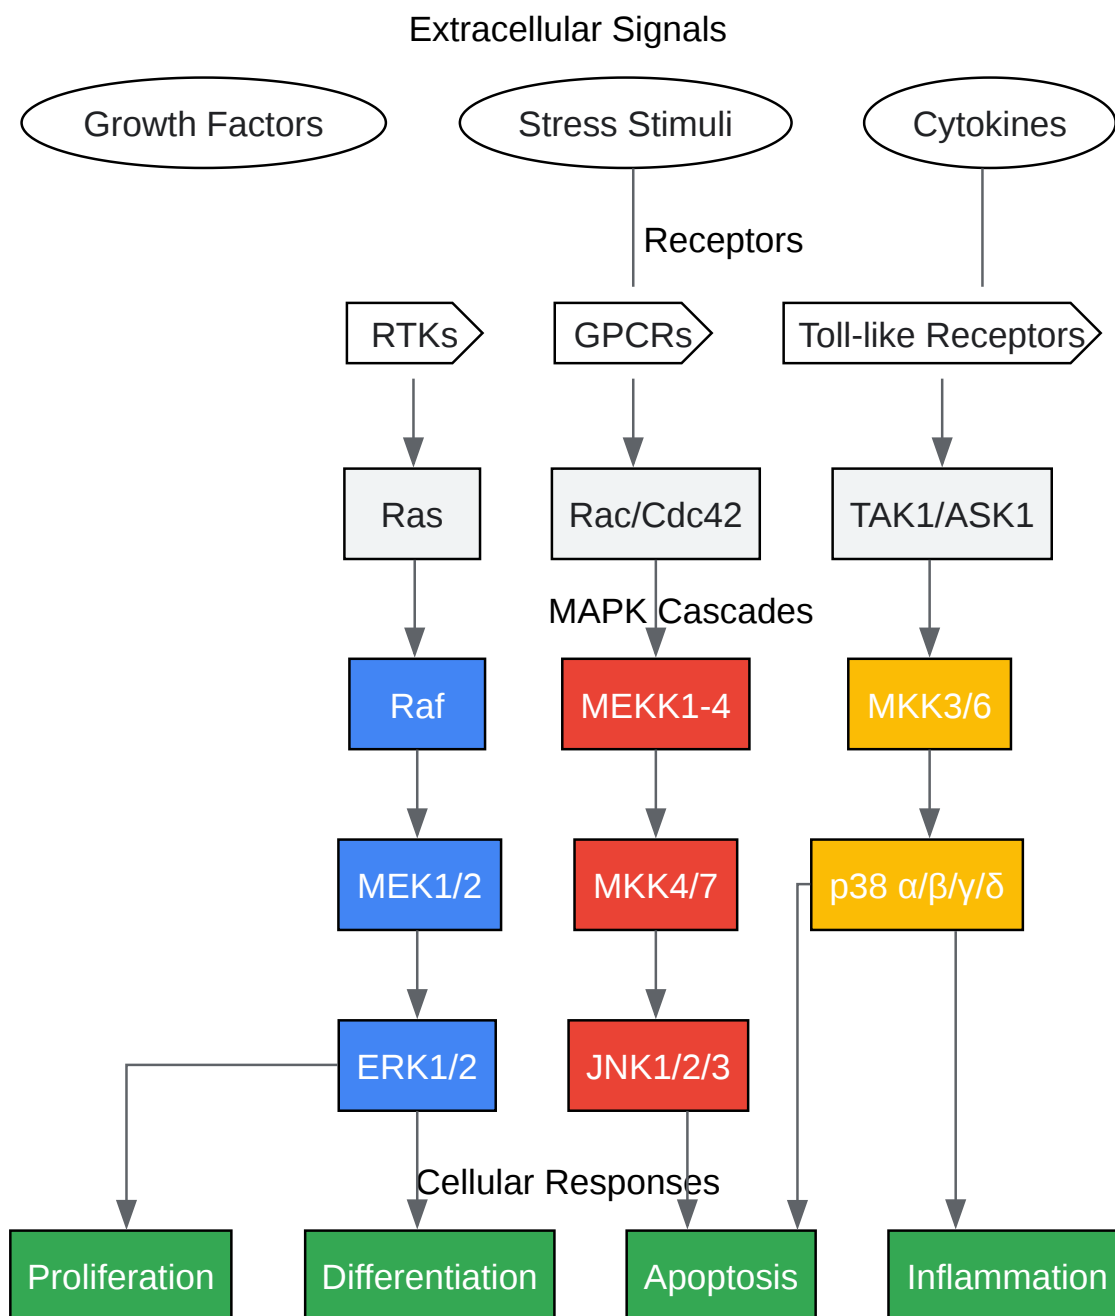 Extracellular Signals
Growth Factors
Stress Stimuli
Cytokines
Receptors
RTKs
GPCRs
Toll-like Receptors
Ras
Rac/Cdc42
TAK1/ASK1
MAPK Cascades
Raf
MEKK1-4
MKK3/6
MEK1/2
MKK4/7
p38 α/β/γ/δ
ERK1/2
JNK1/2/3
Cellular Responses
Proliferation
Differentiation
Apoptosis
Inflammation